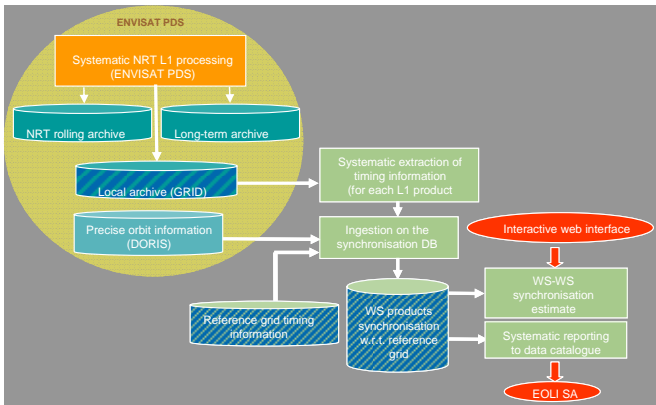 ENVISAT PDS
Systematic NRT L1 processing
(ENVISAT PDS)
NRT rolling archive
Long-term archive
Local archive (GRID)
Systematic extraction of
timing information
(for each L1 product
Precise orbit information
(DORIS)
Ingestion on the
synchronisation DB
Interactive web interface
Reference grid timing
information
WS products
synchronisation
w.r.t. reference
grid
WS-WS
synchronisation
estimate
Systematic reporting
to data catalogue
EOLI SA